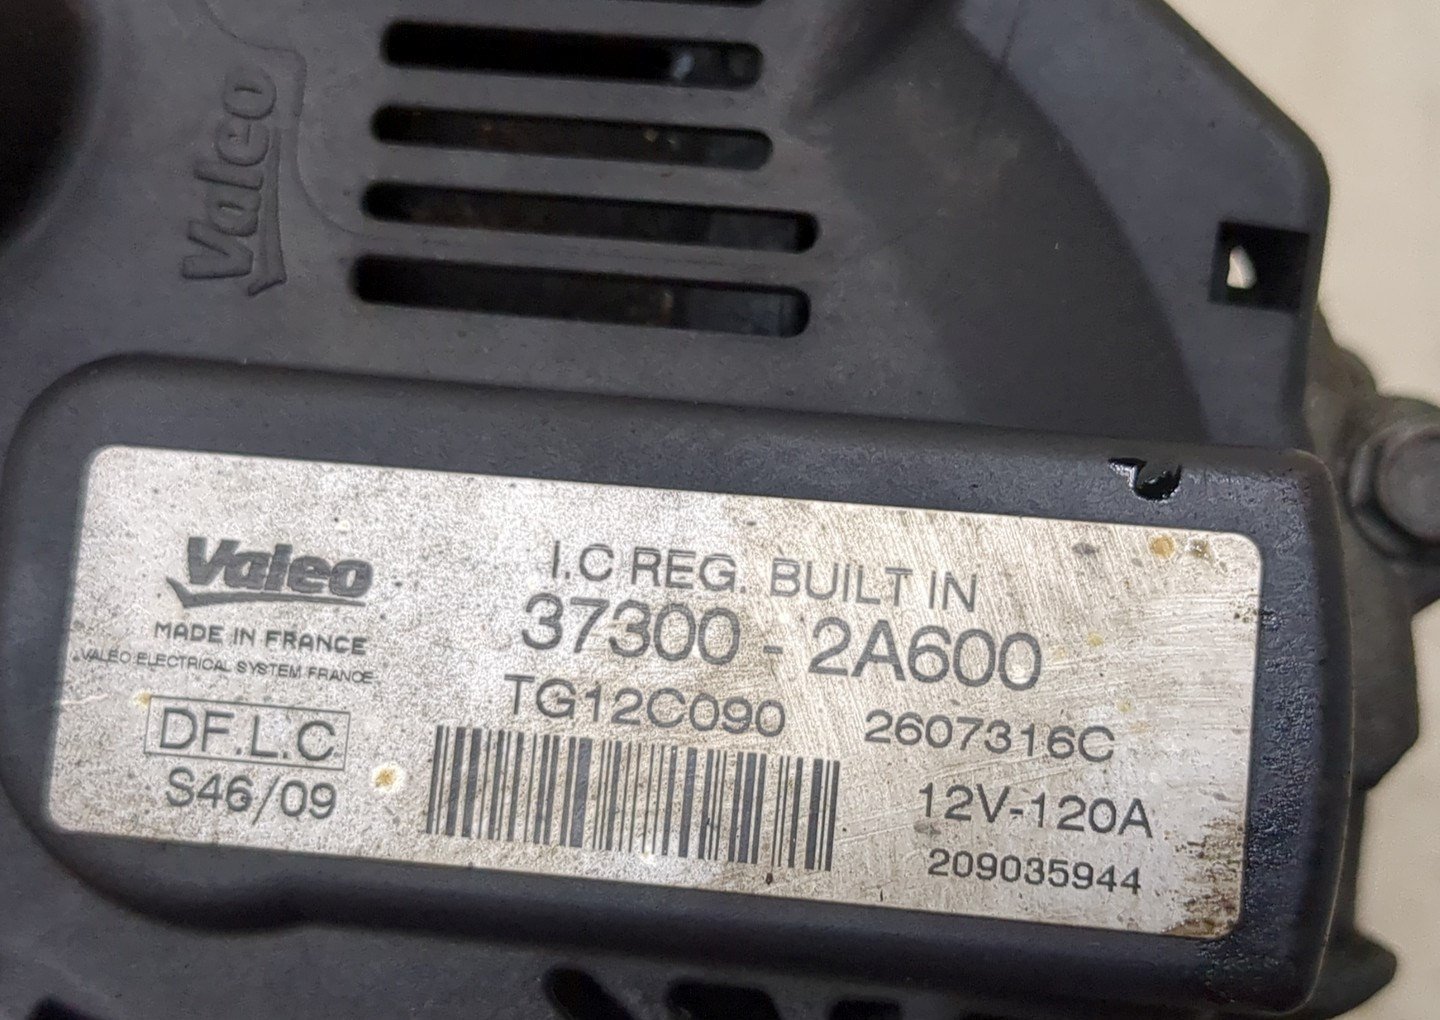 Valeo
Valeo
MADE IN FRANCE
VALEO ELECTRICAL SYSTEM FRANCE
DF.L.C
S46/09
I.C REG. BUILT IN
37300-2A600
TG12C090 2607316C
12V-120A
209035944